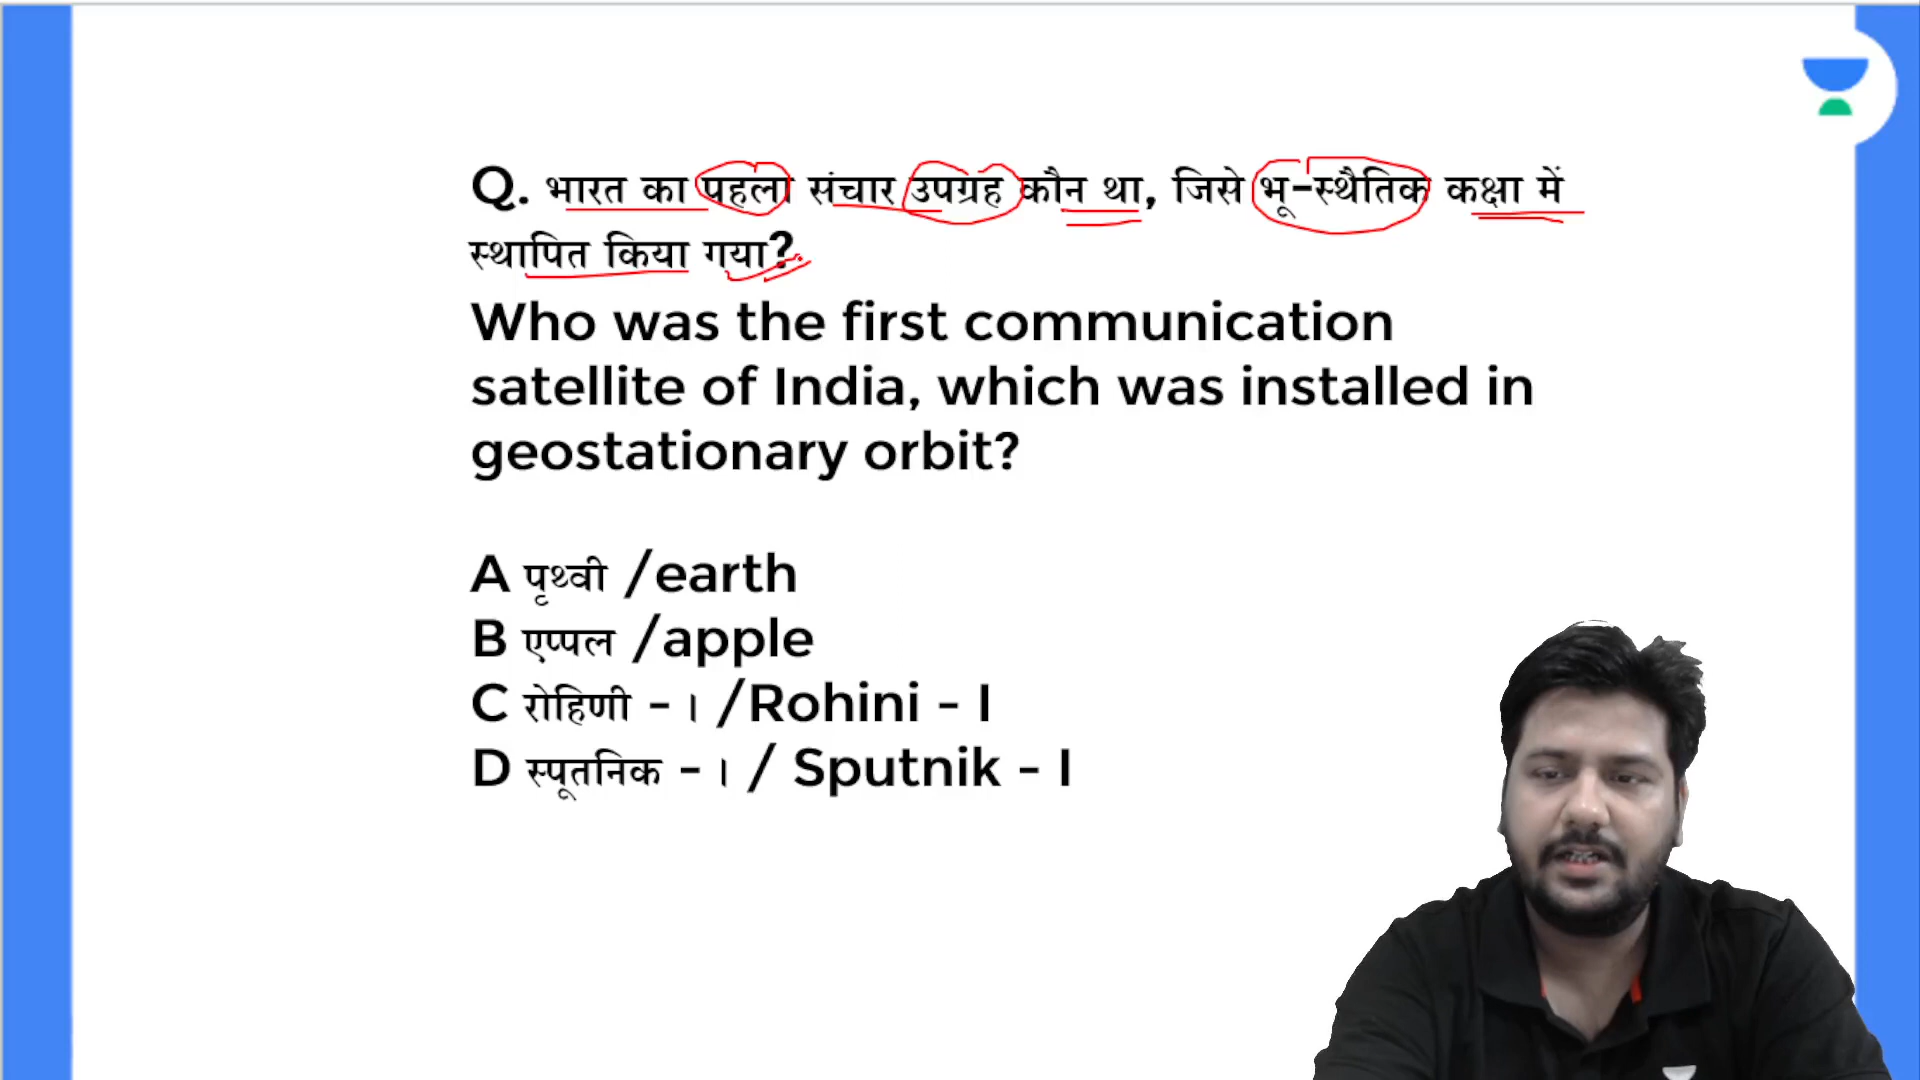 Q. भारत का पहला संचार उपग्रह कौन था, जिसे भू-स्थैतिक कक्षा में
स्थापित किया गया?
Who was the first communication
satellite of India, which was installed in
geostationary orbit?
A पृथ्वी /earth
B एप्पल /apple
C रोहिणी - । /Rohini - I
D स्पूतनिक - । / Sputnik - I